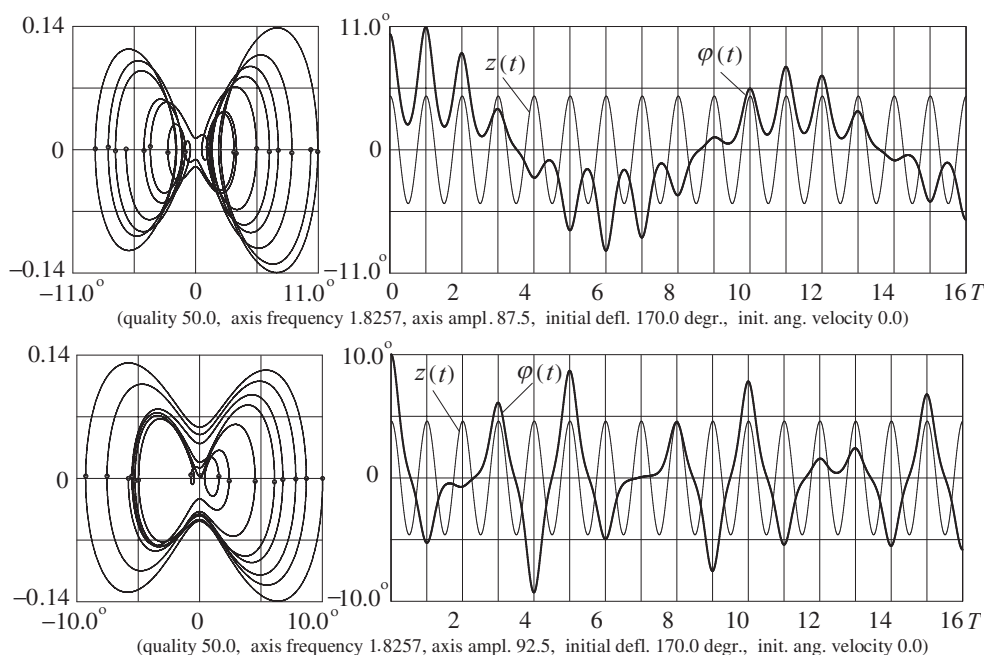 0.14
0
−0.14
−11.0° 0 11.0°
11.0°
0
−11.0°
z(t)
φ(t)
0 2 4 6 8 10 12 14 16 T
(quality 50.0, axis frequency 1.8257, axis ampl. 87.5, initial defl. 170.0 degr., init. ang. velocity 0.0)
0.14
0
−0.14
−10.0° 0 10.0°
10.0°
0
−10.0°
z(t)
φ(t)
2 4 6 8 10 12 14 16 T
(quality 50.0, axis frequency 1.8257, axis ampl. 92.5, initial defl. 170.0 degr., init. ang. velocity 0.0)